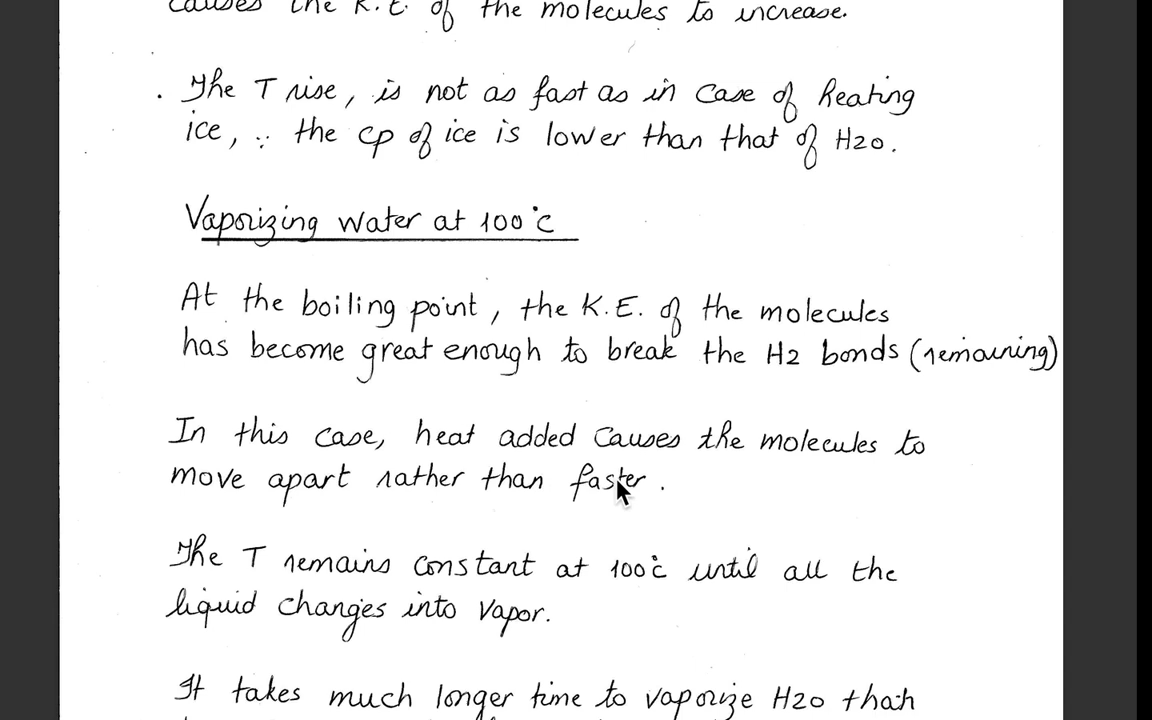 causes the K.E. of the molecules to increase.
. The T rise, is not as fast as in case of heating
ice, ∵ the cp of ice is lower than that of H2O.
Vaporizing water at 100°C
At the boiling point, the K.E. of the molecules
has become great enough to break the H2 bonds (remaining)
In this case, heat added causes the molecules to
move apart rather than faster.
The T remains constant at 100°C until all the
liquid changes into vapor.
It takes much longer time to vaporize H2O than